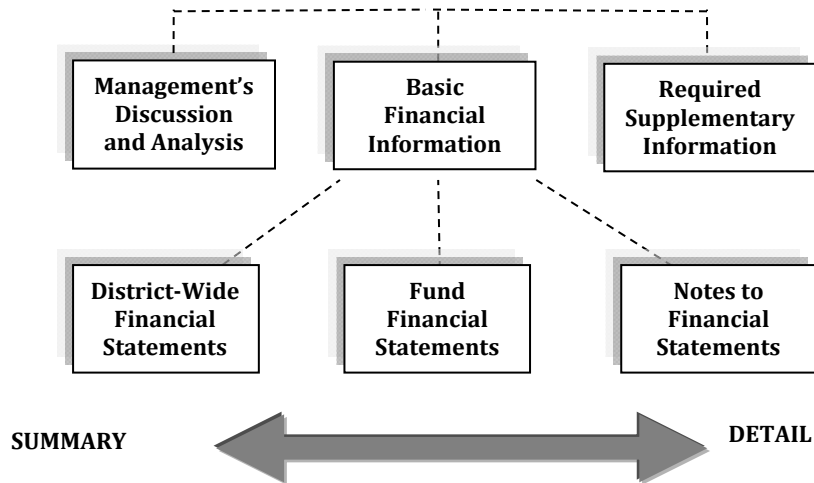 Management’s
Discussion
and Analysis
Basic
Financial
Information
Required
Supplementary
Information
District-Wide
Financial
Statements
Fund
Financial
Statements
Notes to
Financial
Statements
SUMMARY
DETAIL